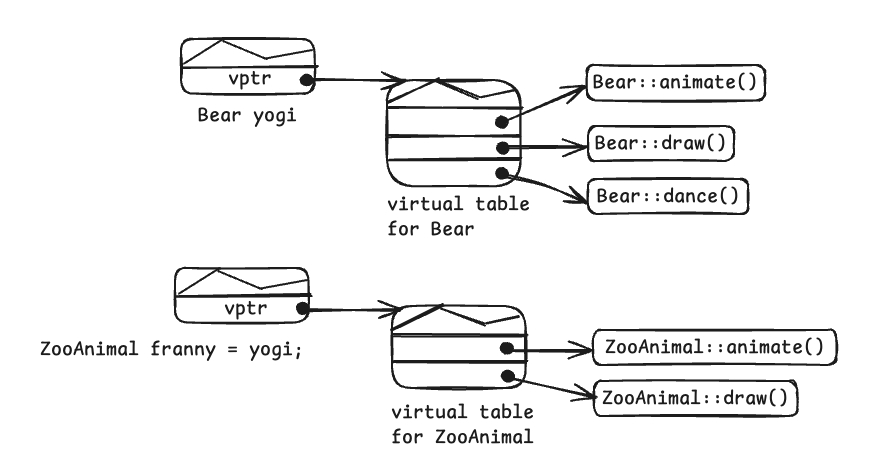 vptr
Bear yogi
virtual table
for Bear
Bear::animate()
Bear::draw()
Bear::dance()
vptr
ZooAnimal franny = yogi;
virtual table
for ZooAnimal
ZooAnimal::animate()
ZooAnimal::draw()